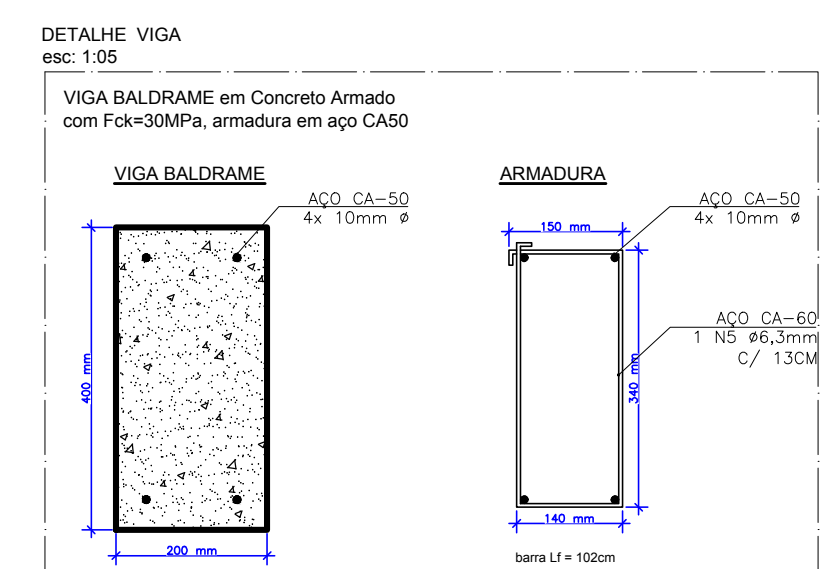 DETALHE VIGA
esc: 1:05
VIGA BALDRAME em Concreto Armado
com Fck=30MPa, armadura em aço CA50
VIGA BALDRAME
AÇO CA-50
4x 10mm ø
400 mm
200 mm
ARMADURA
AÇO CA-50
4x 10mm ø
150 mm
AÇO CA-60
1 N5 ø6,3mm
C/ 13CM
340 mm
140 mm
barra Lf = 102cm